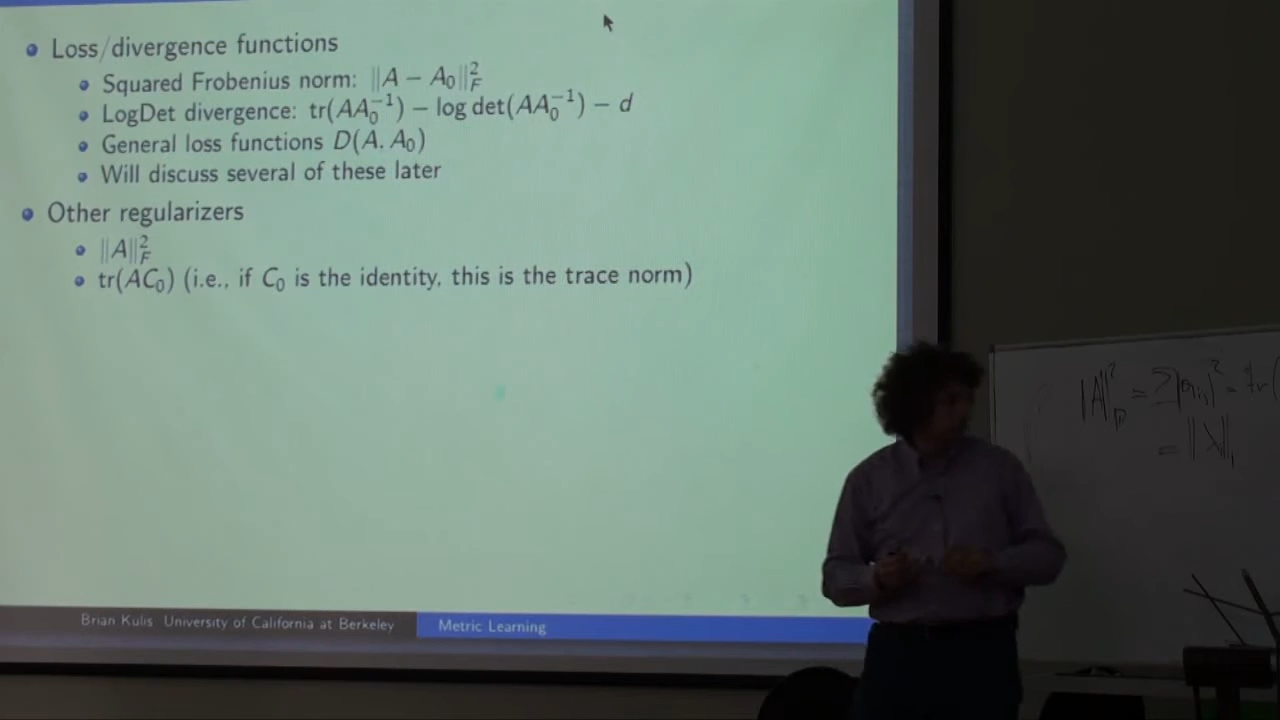 Loss/divergence functions
Squared Frobenius norm: ‖A − A₀‖²_F
LogDet divergence: tr(AA₀⁻¹) − log det(AA₀⁻¹) − d
General loss functions D(A, A₀)
Will discuss several of these later
Other regularizers
‖A‖²_F
tr(AC₀) (i.e., if C₀ is the identity, this is the trace norm)
Brian Kulis University of California at Berkeley
Metric Learning
= ‖λ‖₁